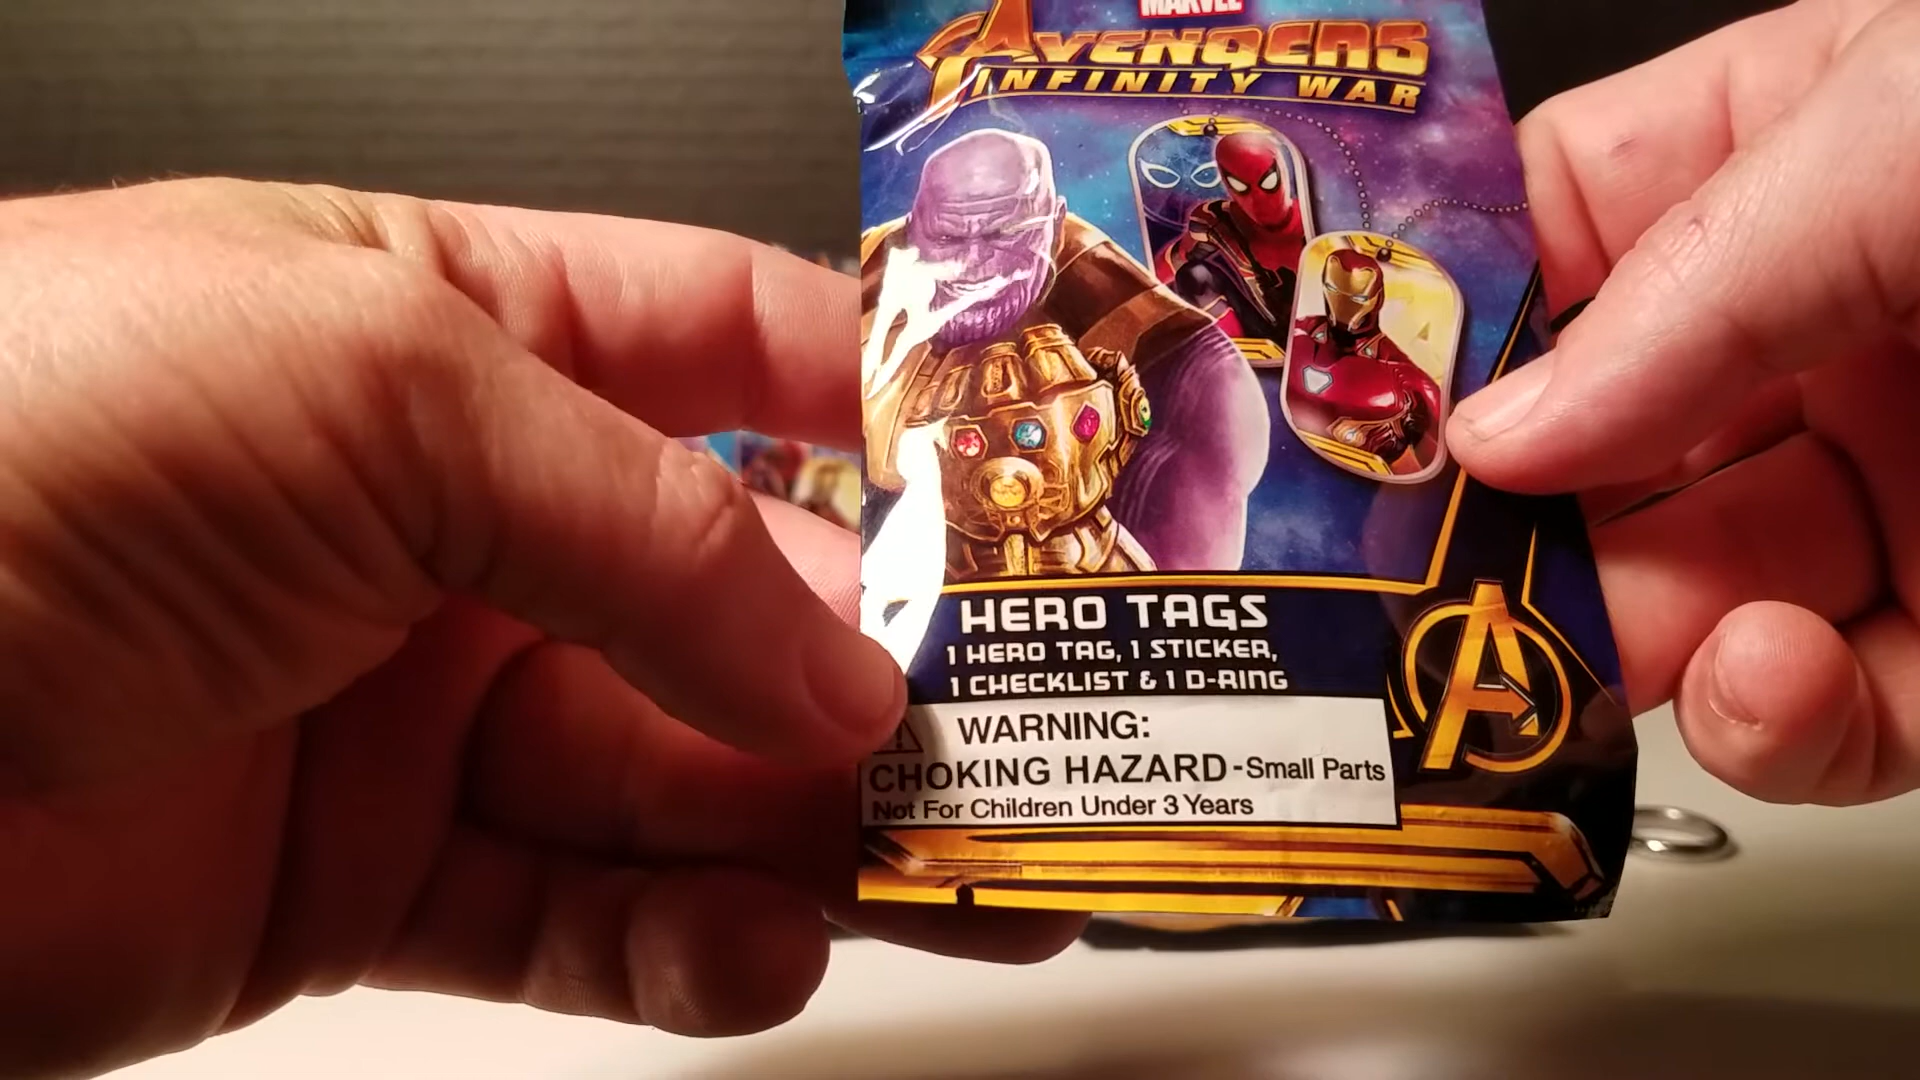 MARVEL
AVENGERS
INFINITY WAR
HERO TAGS
1 HERO TAG, 1 STICKER,
1 CHECKLIST & 1 D-RING
WARNING:
CHOKING HAZARD - Small Parts
Not For Children Under 3 Years